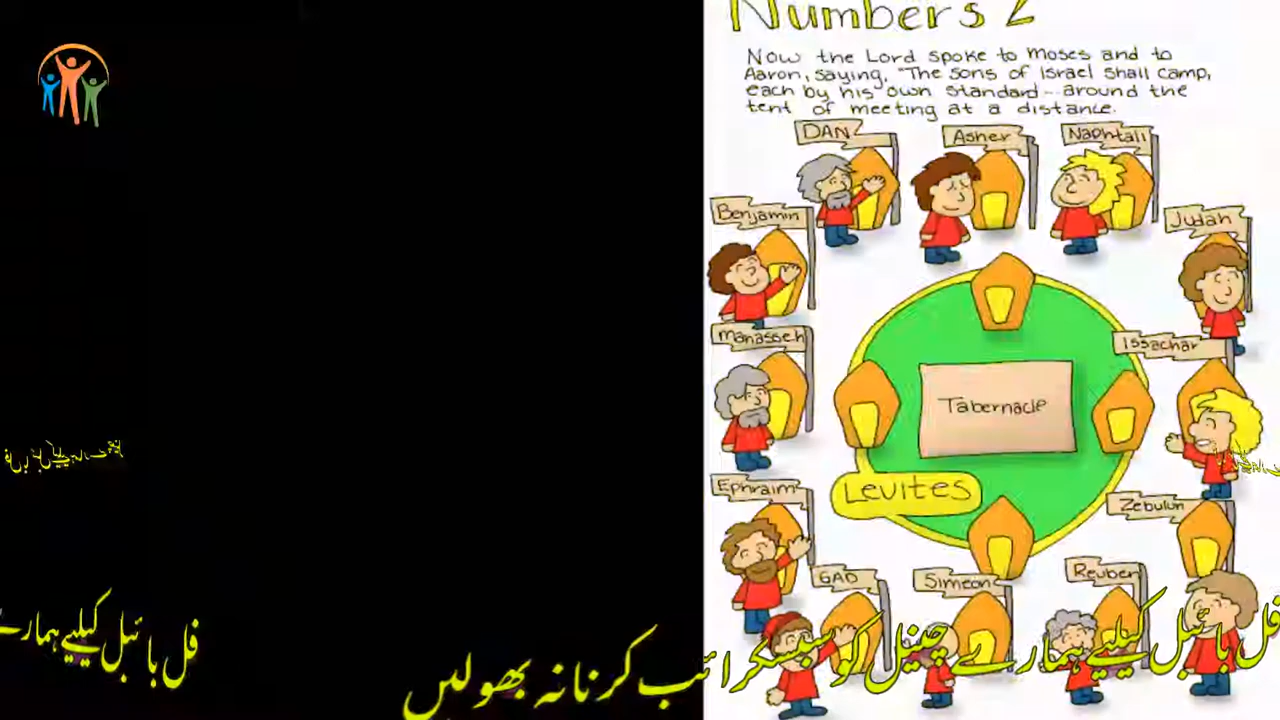 Numbers 2
Now the Lord spoke to Moses and to
Aaron, saying, "The sons of Israel shall camp,
each by his own standard -- around the
tent of meeting at a distance.
DAN
Asher
Naphtali
Benjamin
Judah
Manasseh
Issachar
Tabernacle
Ephraim
Levites
Zebulun
GAD
Simeon
Reuben
فل بائبل کیلیے ہمارے چینل کو سبسکرائب کرنا نہ بھولیں
فل بائبل کیلیے ہمارے